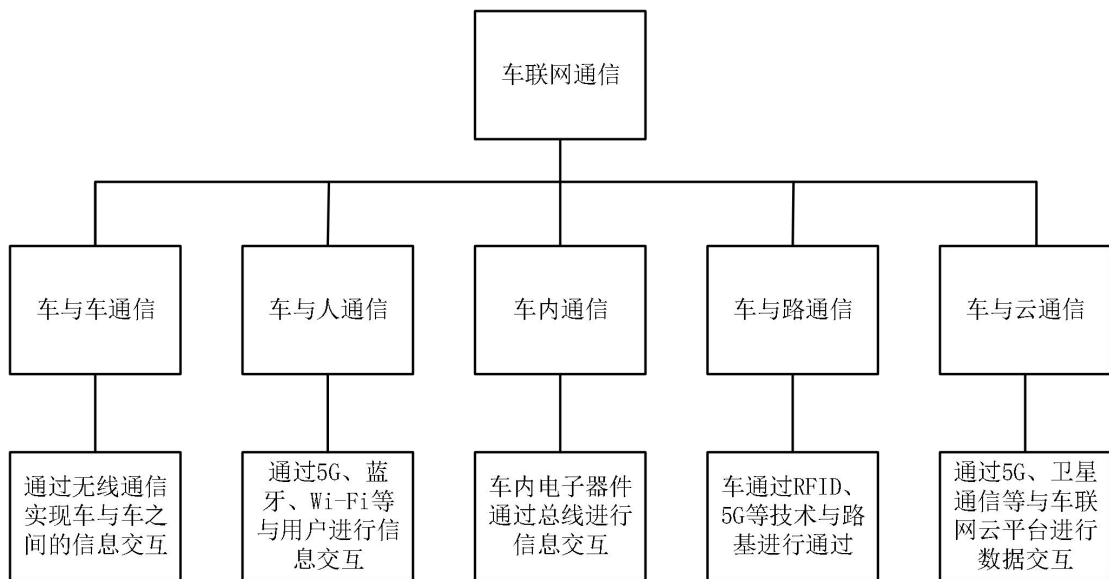 车联网通信
车与车通信
车与人通信
车内通信
车与路通信
车与云通信
通过无线通信
实现车与车之
间的信息交互
通过5G、蓝
牙、Wi-Fi等
与用户进行信
息交互
车内电子器件
通过总线进行
信息交互
车通过RFID、
5G等技术与路
基进行通过
通过5G、卫星
通信等与车联
网云平台进行
数据交互